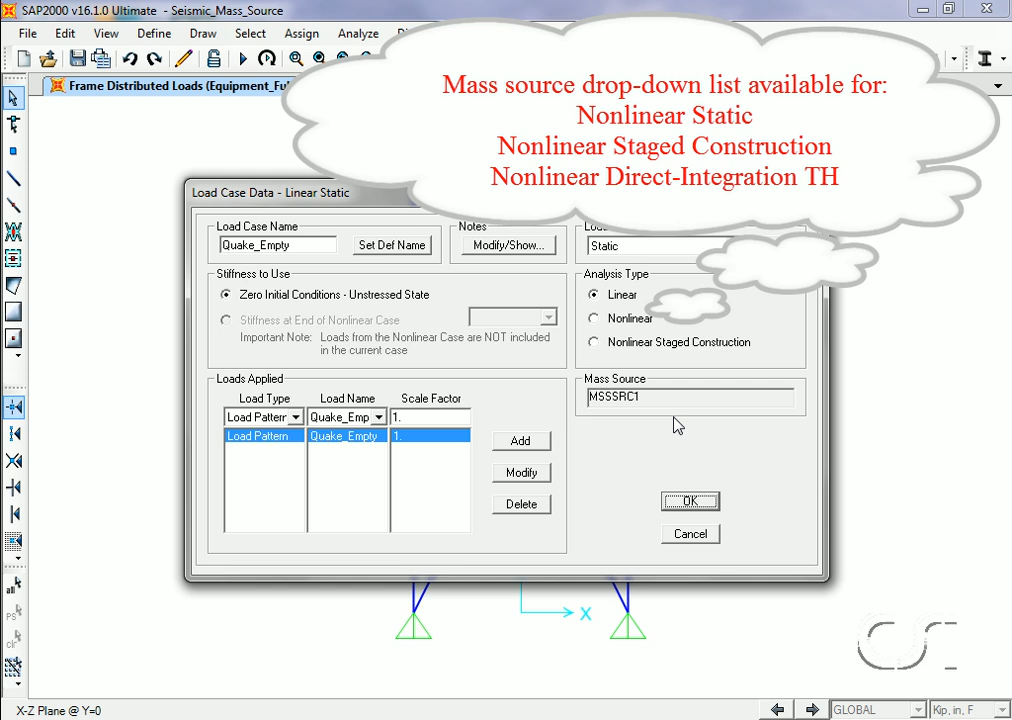 SAP2000 v16.1.0 Ultimate - Seismic_Mass_Source
File Edit View Define Draw Select Assign Analyze
Frame Distributed Loads (Equipment_Ful
Mass source drop-down list available for:
Nonlinear Static
Nonlinear Staged Construction
Nonlinear Direct-Integration TH
Load Case Data - Linear Static
Load Case Name
Quake_Empty
Set Def Name
Notes
Modify/Show...
Static
Stiffness to Use
Zero Initial Conditions - Unstressed State
Stiffness at End of Nonlinear Case
Important Note: Loads from the Nonlinear Case are NOT included
in the current case
Analysis Type
Linear
Nonlinear
Nonlinear Staged Construction
Loads Applied
Load Type Load Name Scale Factor
Load Pattern Quake_Emp 1.
Load Pattern Quake_Empty 1.
Add
Modify
Delete
Mass Source
MSSSRC1
OK
Cancel
X
CSI
X-Z Plane @ Y=0
GLOBAL
Kip, in, F